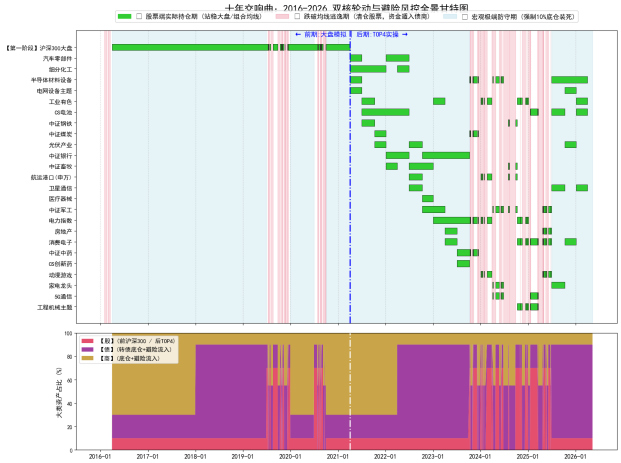 十年交响曲：2016-2026 双核轮动与避险风控全景甘特图
□ 股票端实际持仓期（站稳大盘/组合均线） □ 跌破均线逃逸期（清仓股票，资金遁入债商） □ 宏观极端防守期（强制10%底仓装死）
← 前期：大盘模拟 ┃ 后期：TOP4实操 →
【第一阶段】沪深300大盘
汽车零部件
细分化工
半导体材料设备
电网设备主题
工业有色
CS电池
中证钢铁
中证煤炭
光伏产业
中证银行
中证畜牧
航运港口(申万)
卫星通信
医疗器械
中证军工
电力指数
房地产
消费电子
中证中药
CS创新药
动漫游戏
家电龙头
5G通信
工程机械主题
大类资产占比 (%)
100
80
60
40
20
0
【股】(前沪深300 / 后TOP4)
【债】(转债底仓+避险流入)
【商】(底仓+避险流入)
2016-01 2017-01 2018-01 2019-01 2020-01 2021-01 2022-01 2023-01 2024-01 2025-01 2026-01